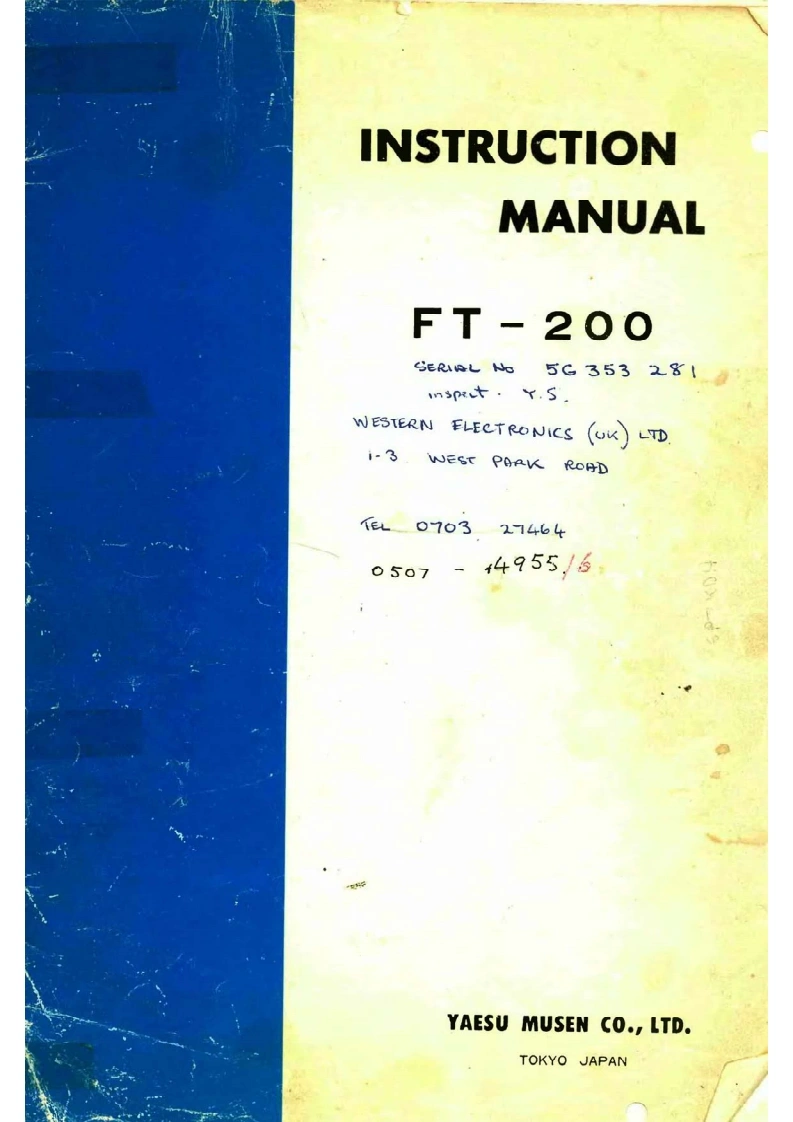 INSTRUCTION
MANUAL
FT-200
SERIAL No 5G 353 281
inspect. Y.S.
WESTERN ELECTRONICS (UK) LTD.
1-3 WEST PARK ROAD
TEL 0703 27464
0507 - 4955/6
YAESU MUSEN CO., LTD.
TOKYO JAPAN